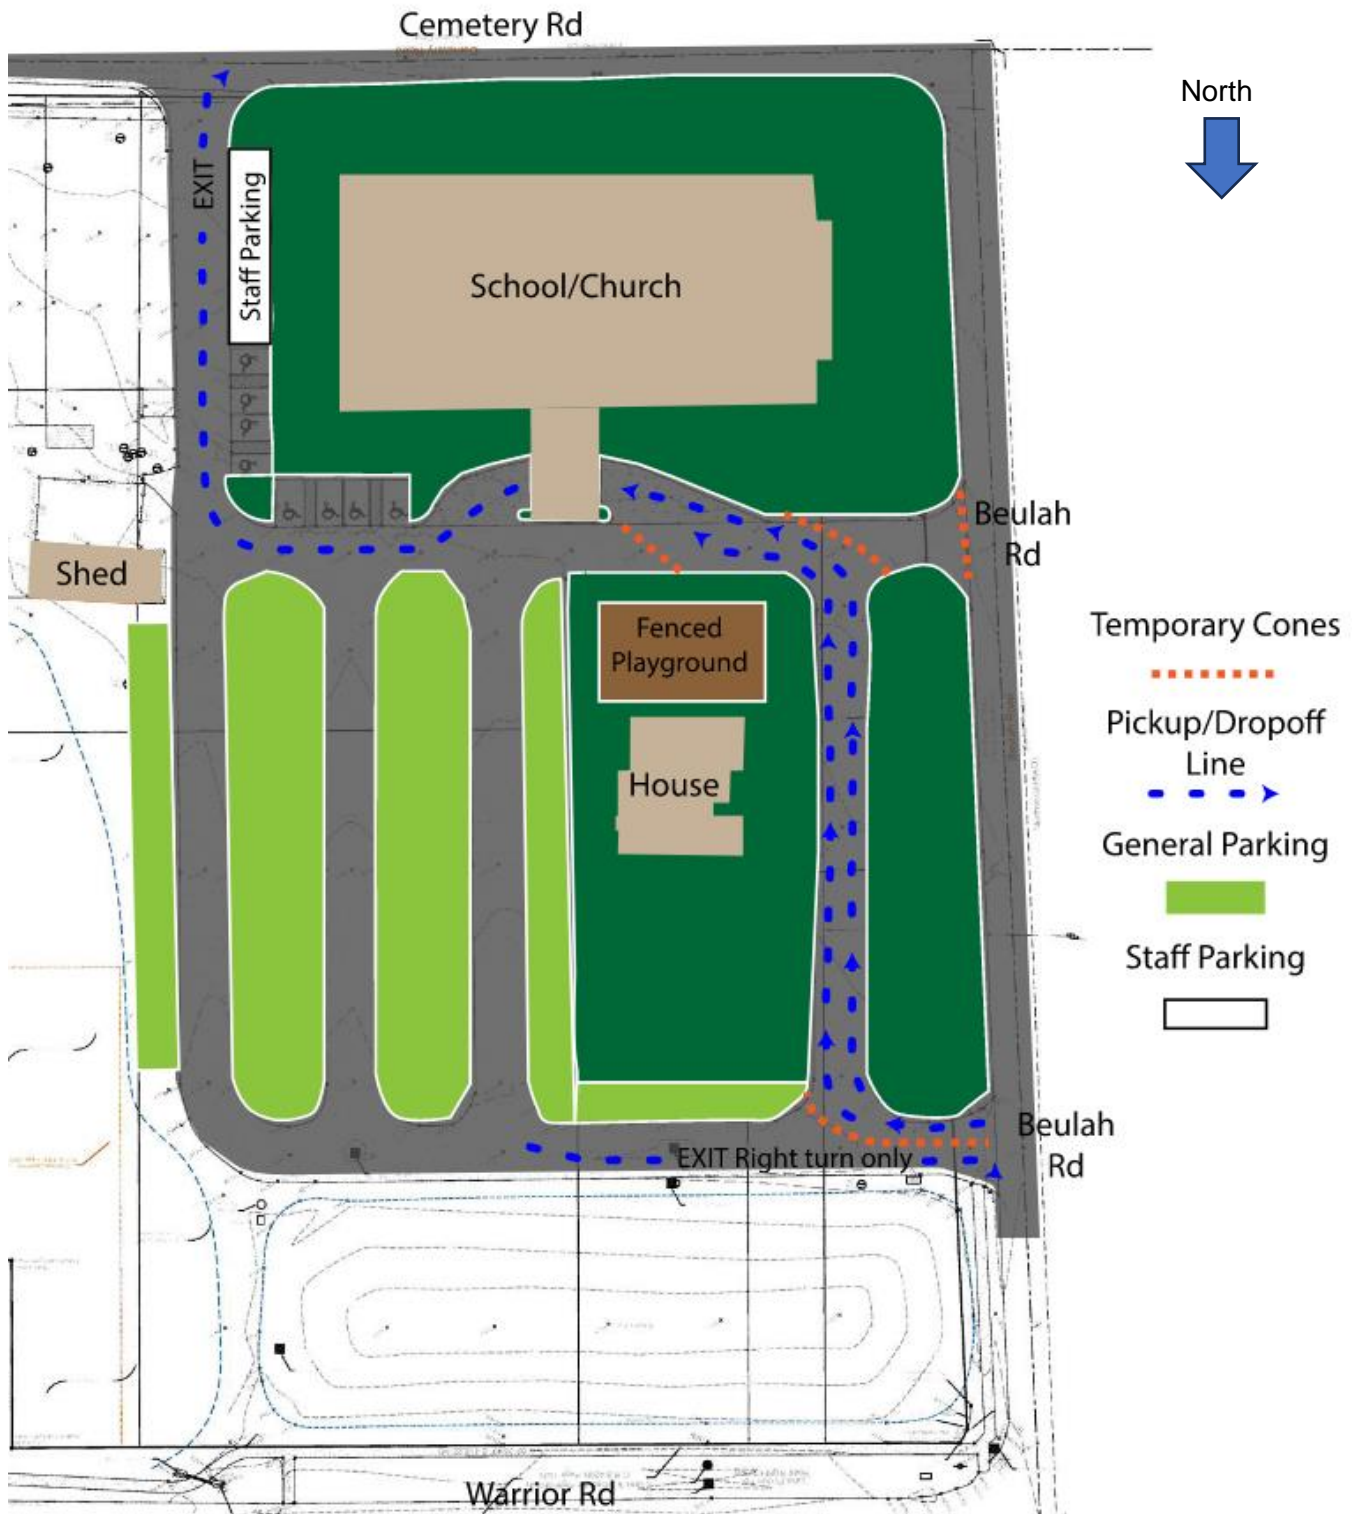 Cemetery Rd
North
EXIT
Staff Parking
School/Church
Beulah
Rd
Shed
Fenced
Playground
House
Temporary Cones
Pickup/Dropoff
Line
General Parking
Staff Parking
Beulah
Rd
EXIT Right turn only
Warrior Rd